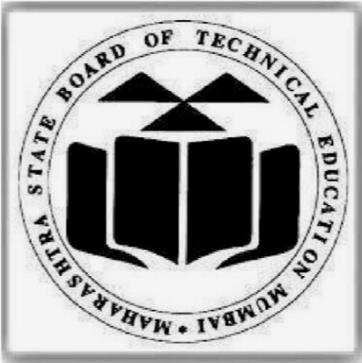 MAHARASHTRA STATE BOARD OF TECHNICAL EDUCATION MUMBAI *